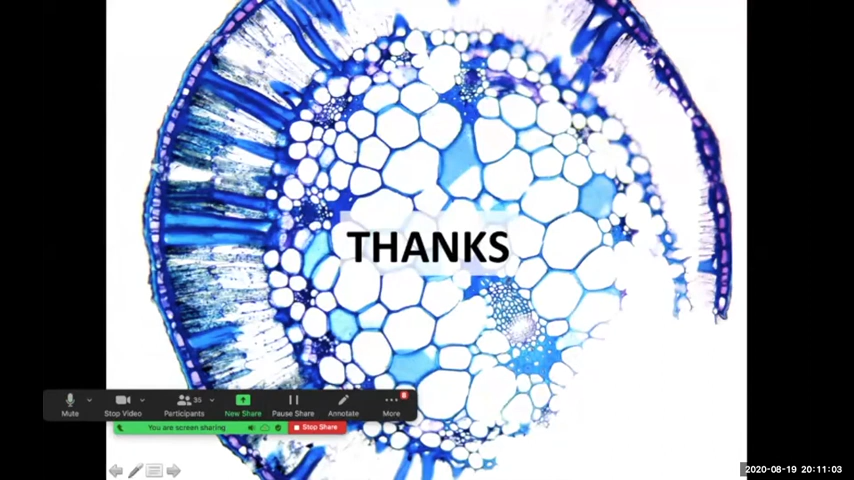 THANKS
35
8
Mute
Stop Video
Participants
New Share
Pause Share
Annotate
More
You are screen sharing
Stop Share
2020-08-19 20:11:03